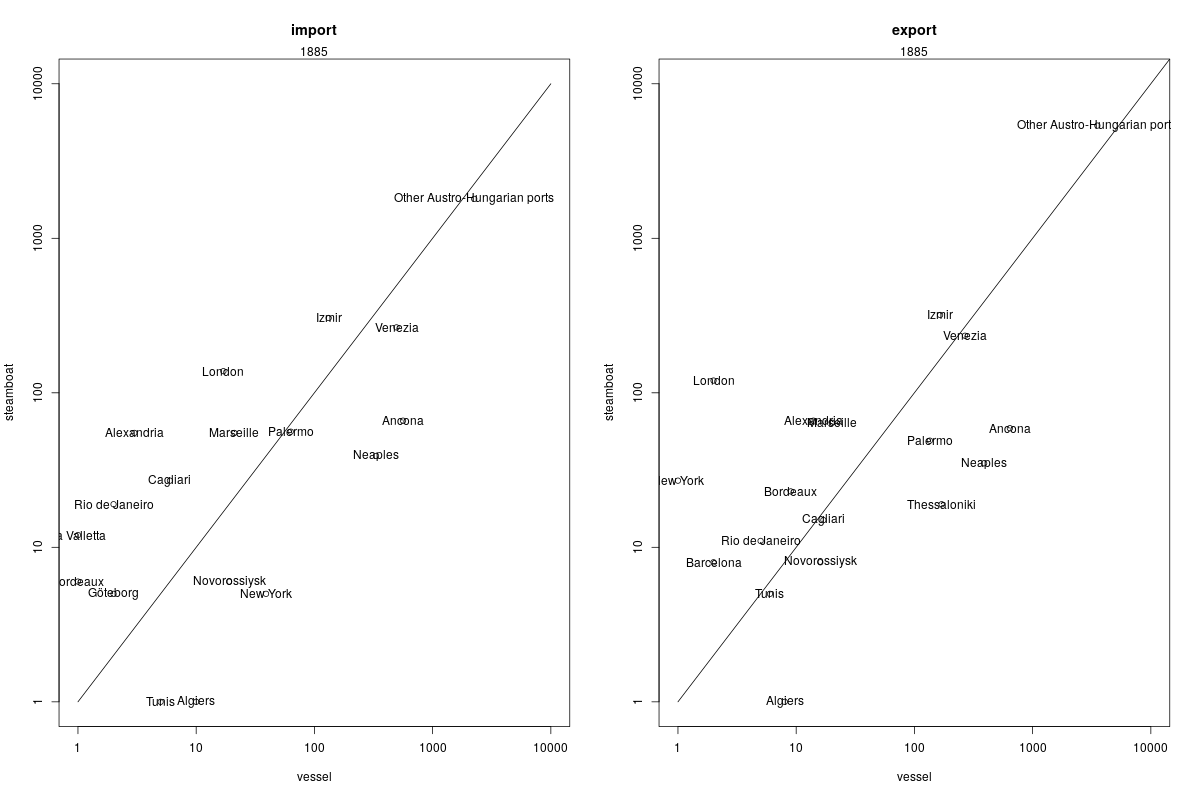 import
1885
steamboat
10000
1000
100
10
1
Other Austro-Hungarian ports
Izmir
Venezia
London
Ancona
Alexandria
Marseille
Palermo
Neaples
Cagliari
Rio de Janeiro
a Valletta
ordeaux
Göteborg
Novorossiysk
New York
Tunis
Algiers
1
10
100
1000
10000
vessel
export
1885
steamboat
10000
1000
100
10
1
Other Austro-Hungarian port
Izmir
Venezia
London
Alexandria
Marseille
Ancona
Palermo
Neaples
ew York
Bordeaux
Thessaloniki
Cagliari
Rio de Janeiro
Barcelona
Novorossiysk
Tunis
Algiers
1
10
100
1000
10000
vessel